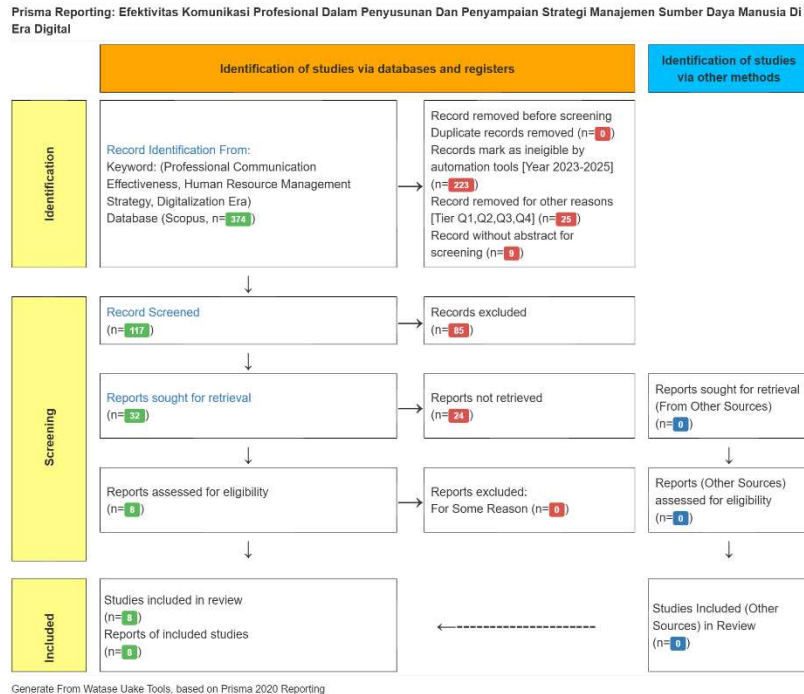 Prisma Reporting: Efektivitas Komunikasi Profesional Dalam Penyusunan Dan Penyampaian Strategi Manajemen Sumber Daya Manusia Di
Era Digital
Identification of studies via databases and registers
Identification of studies
via other methods
Identification
Record Identification From:
Keyword: (Professional Communication
Effectiveness, Human Resource Management
Strategy, Digitalization Era)
Database (Scopus, n=374)
Record removed before screening
Duplicate records removed (n=0)
Records mark as ineigible by
automation tools [Year 2023-2025]
(n=223)
Record removed for other reasons
[Tier Q1,Q2,Q3,Q4] (n=25)
Record without abstract for
screening (n=9)
Screening
Record Screened
(n=117)
Records excluded
(n=85)
Reports sought for retrieval
(n=32)
Reports not retrieved
(n=24)
Reports sought for retrieval
(From Other Sources)
(n=0)
Reports assessed for eligibility
(n=8)
Reports excluded:
For Some Reason (n=0)
Reports (Other Sources)
assessed for eligibility
(n=0)
Included
Studies included in review
(n=8)
Reports of included studies
(n=8)
Studies Included (Other
Sources) in Review
(n=0)
Generate From Watase Uake Tools, based on Prisma 2020 Reporting